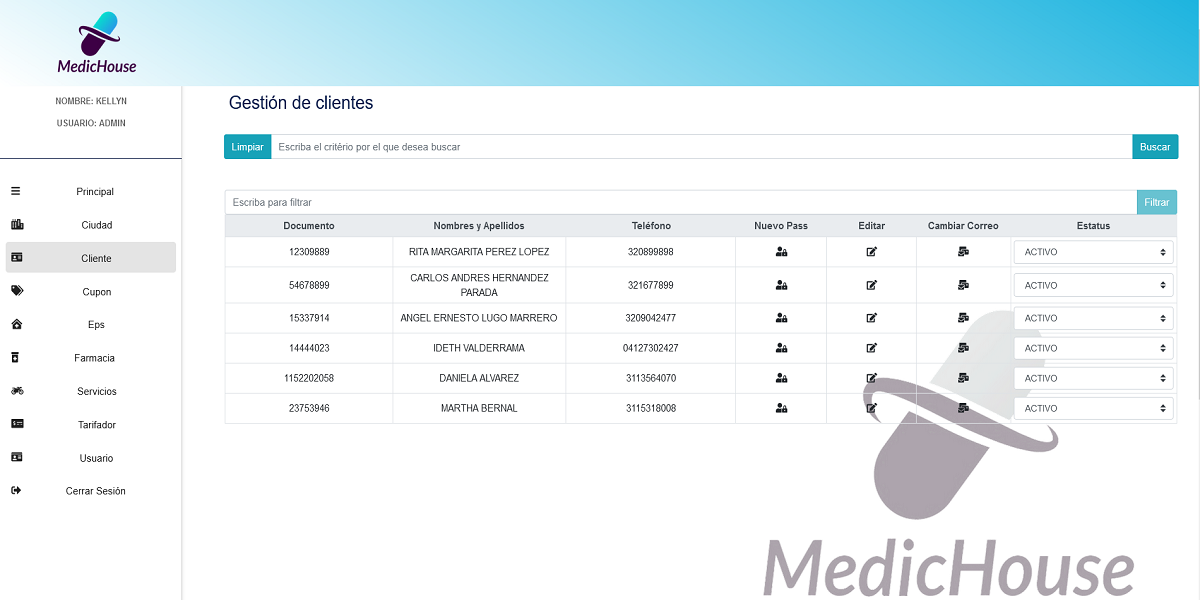 MedicHouse
NOMBRE: KELLYN
USUARIO: ADMIN
Principal
Ciudad
Cliente
Cupon
Eps
Farmacia
Servicios
Tarifador
Usuario
Cerrar Sesión
Gestión de clientes
Limpiar Escriba el critério por el que desea buscar Buscar
Escriba para filtrar Filtrar
Documento Nombres y Apellidos Teléfono Nuevo Pass Editar Cambiar Correo Estatus
12309889 RITA MARGARITA PEREZ LOPEZ 320899898 ACTIVO
54678899 CARLOS ANDRES HERNANDEZ
PARADA 321677899 ACTIVO
15337914 ANGEL ERNESTO LUGO MARRERO 3209042477 ACTIVO
14444023 IDETH VALDERRAMA 04127302427 ACTIVO
1152202058 DANIELA ALVAREZ 3113564070 ACTIVO
23753946 MARTHA BERNAL 3115318008 ACTIVO
MedicHouse